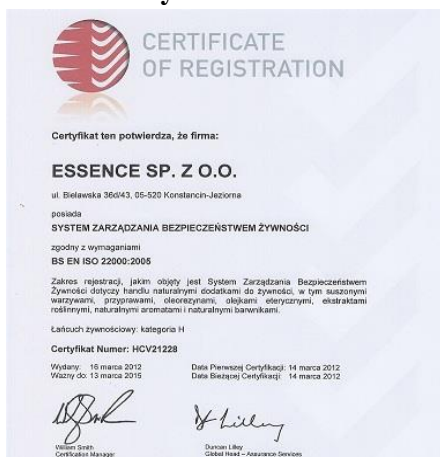 CERTIFICATE
OF REGISTRATION
Certyfikat ten potwierdza, że firma:
ESSENCE SP. Z O.O.
ul. Bielawska 36d/43, 05-520 Konstancin-Jeziorna
posiada
SYSTEM ZARZĄDZANIA BEZPIECZEŃSTWEM ŻYWNOŚCI
zgodny z wymaganiami
BS EN ISO 22000:2005
Zakres rejestracji, jakim objęty jest System Zarządzania Bezpieczeństwem
Żywności dotyczy handlu naturalnymi dodatkami do żywności, w tym suszonymi
warzywami, przyprawami, oleorezynami, olejkami eterycznymi, ekstraktami
roślinnymi, naturalnymi aromatami i naturalnymi barwnikami.
Łańcuch żywnościowy: kategoria H
Certyfikat Numer: HCV21228
Wydany: 16 marca 2012 Data Pierwszej Certyfikacji: 14 marca 2012
Ważny do: 13 marca 2015 Data Bieżącej Certyfikacji: 14 marca 2012
William Smith Duncan Lilley
Certification Manager Global Head – Assurance Services